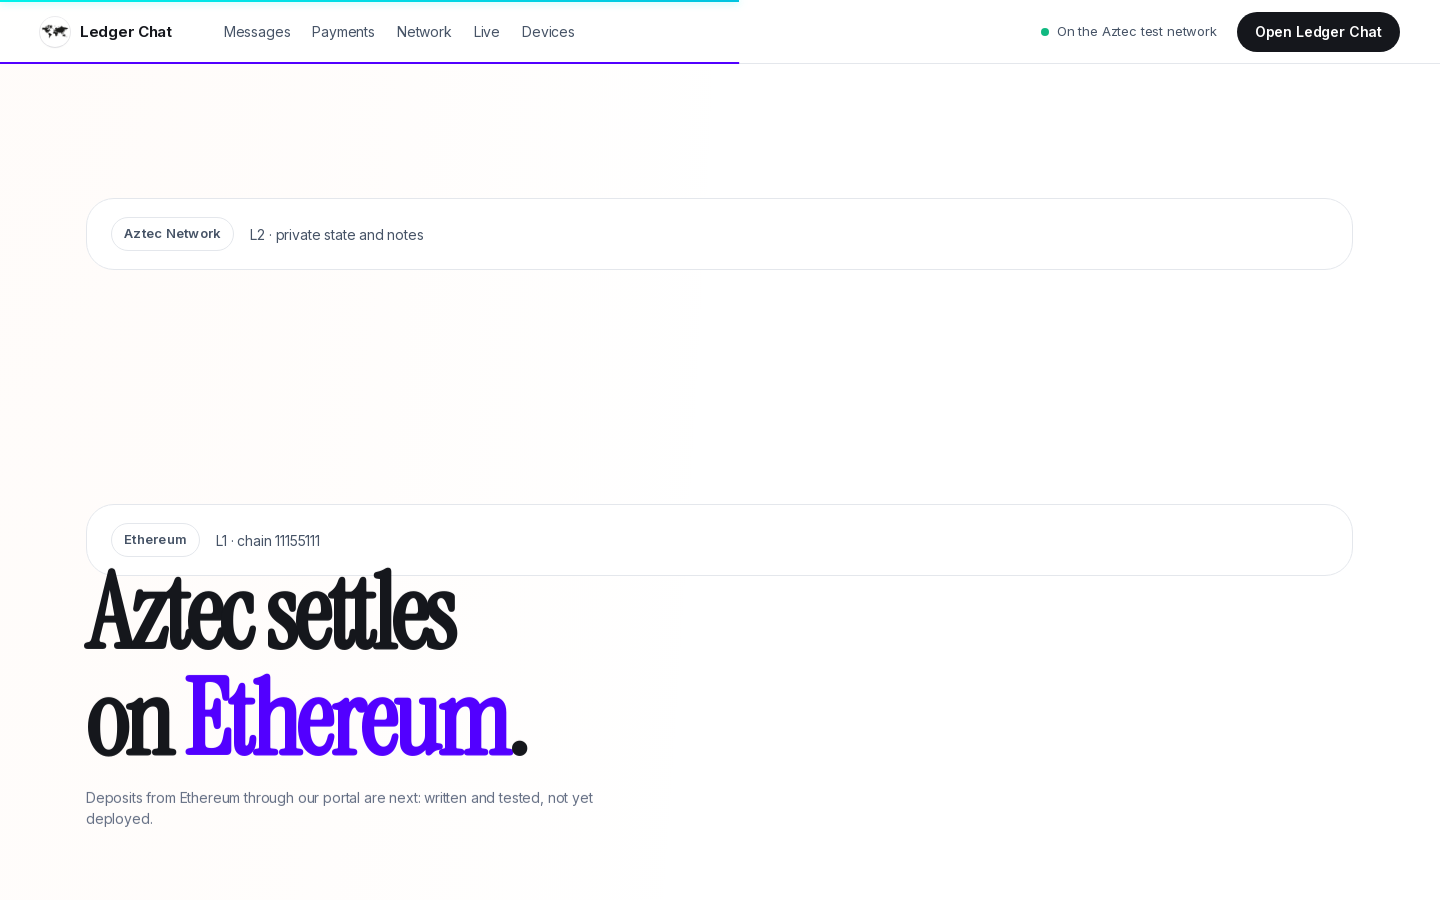 Ledger Chat
Messages
Payments
Network
Live
Devices
On the Aztec test network
Open Ledger Chat
Aztec Network
L2 · private state and notes
Ethereum
L1 · chain 11155111
Aztec settles
on Ethereum.
Deposits from Ethereum through our portal are next: written and tested, not yet
deployed.